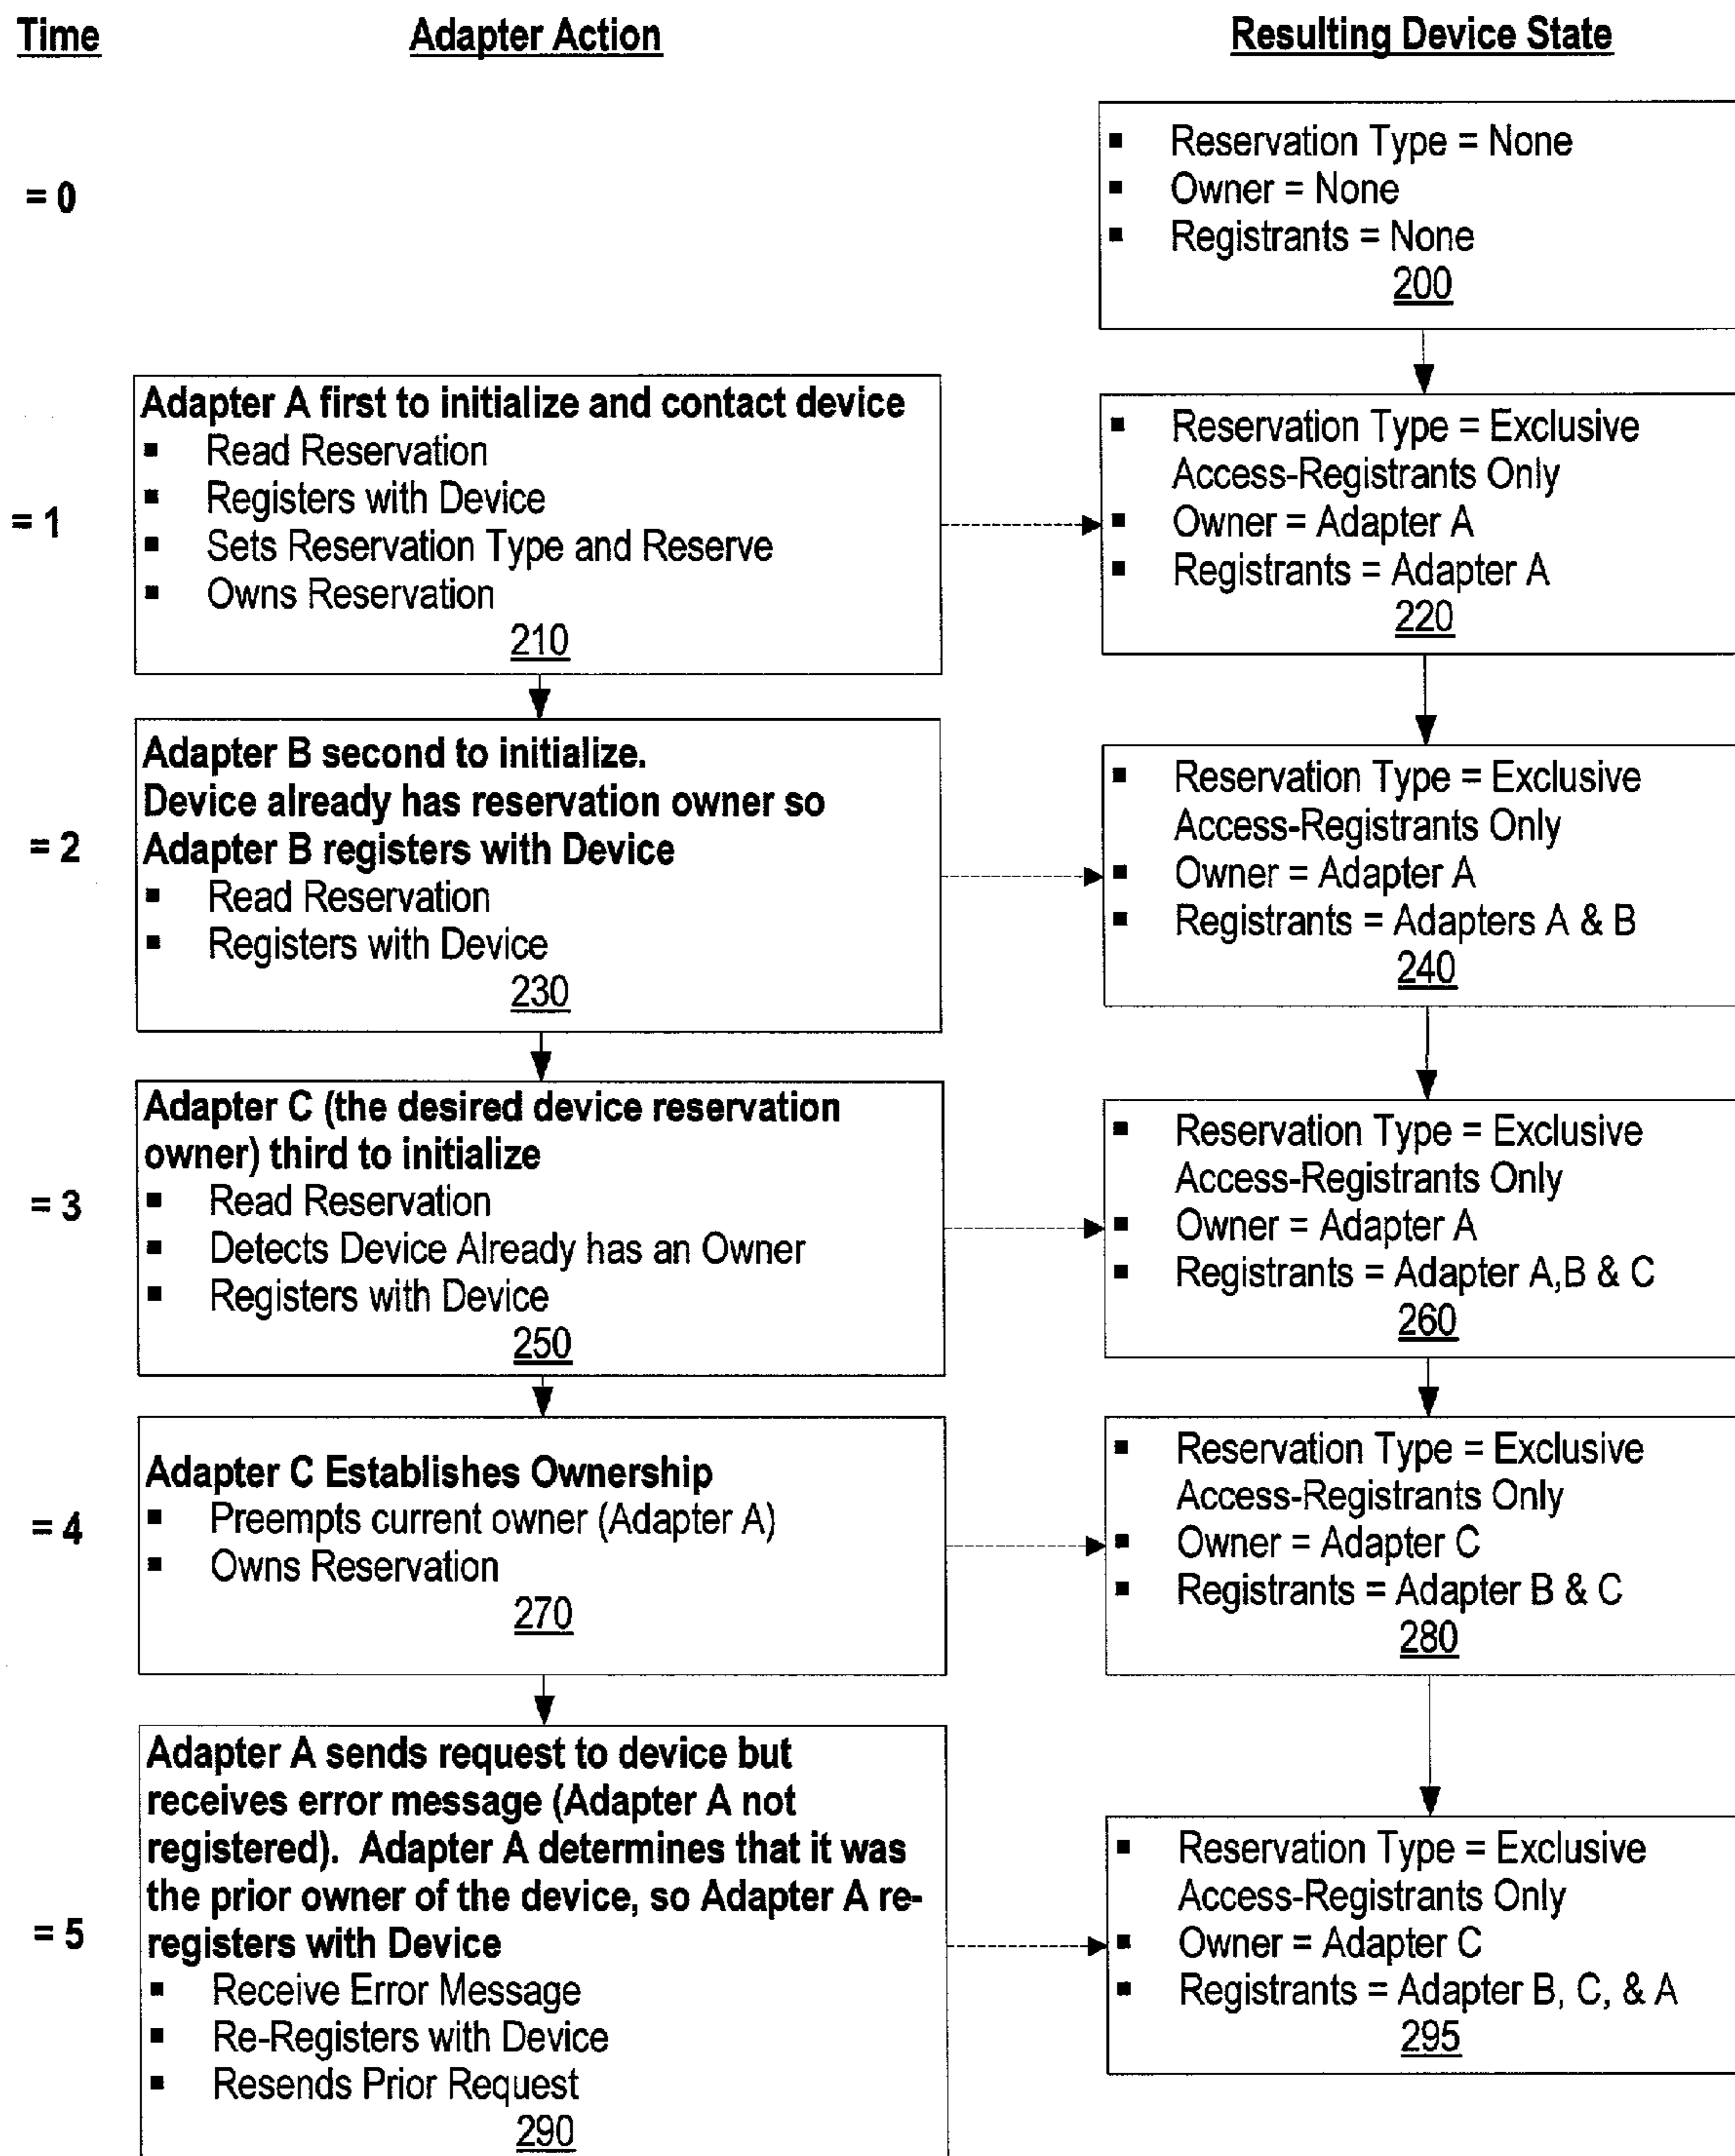 Time Adapter Action Resulting Device State
= 0
▪ Reservation Type = None
▪ Owner = None
▪ Registrants = None
200
= 1
Adapter A first to initialize and contact device
▪ Read Reservation
▪ Registers with Device
▪ Sets Reservation Type and Reserve
▪ Owns Reservation
210
▪ Reservation Type = Exclusive
Access-Registrants Only
▪ Owner = Adapter A
▪ Registrants = Adapter A
220
= 2
Adapter B second to initialize.
Device already has reservation owner so
Adapter B registers with Device
▪ Read Reservation
▪ Registers with Device
230
▪ Reservation Type = Exclusive
Access-Registrants Only
▪ Owner = Adapter A
▪ Registrants = Adapters A & B
240
= 3
Adapter C (the desired device reservation
owner) third to initialize
▪ Read Reservation
▪ Detects Device Already has an Owner
▪ Registers with Device
250
▪ Reservation Type = Exclusive
Access-Registrants Only
▪ Owner = Adapter A
▪ Registrants = Adapter A,B & C
260
= 4
Adapter C Establishes Ownership
▪ Preempts current owner (Adapter A)
▪ Owns Reservation
270
▪ Reservation Type = Exclusive
Access-Registrants Only
▪ Owner = Adapter C
▪ Registrants = Adapter B & C
280
= 5
Adapter A sends request to device but
receives error message (Adapter A not
registered). Adapter A determines that it was
the prior owner of the device, so Adapter A re-
registers with Device
▪ Receive Error Message
▪ Re-Registers with Device
▪ Resends Prior Request
290
▪ Reservation Type = Exclusive
Access-Registrants Only
▪ Owner = Adapter C
▪ Registrants = Adapter B, C, & A
295